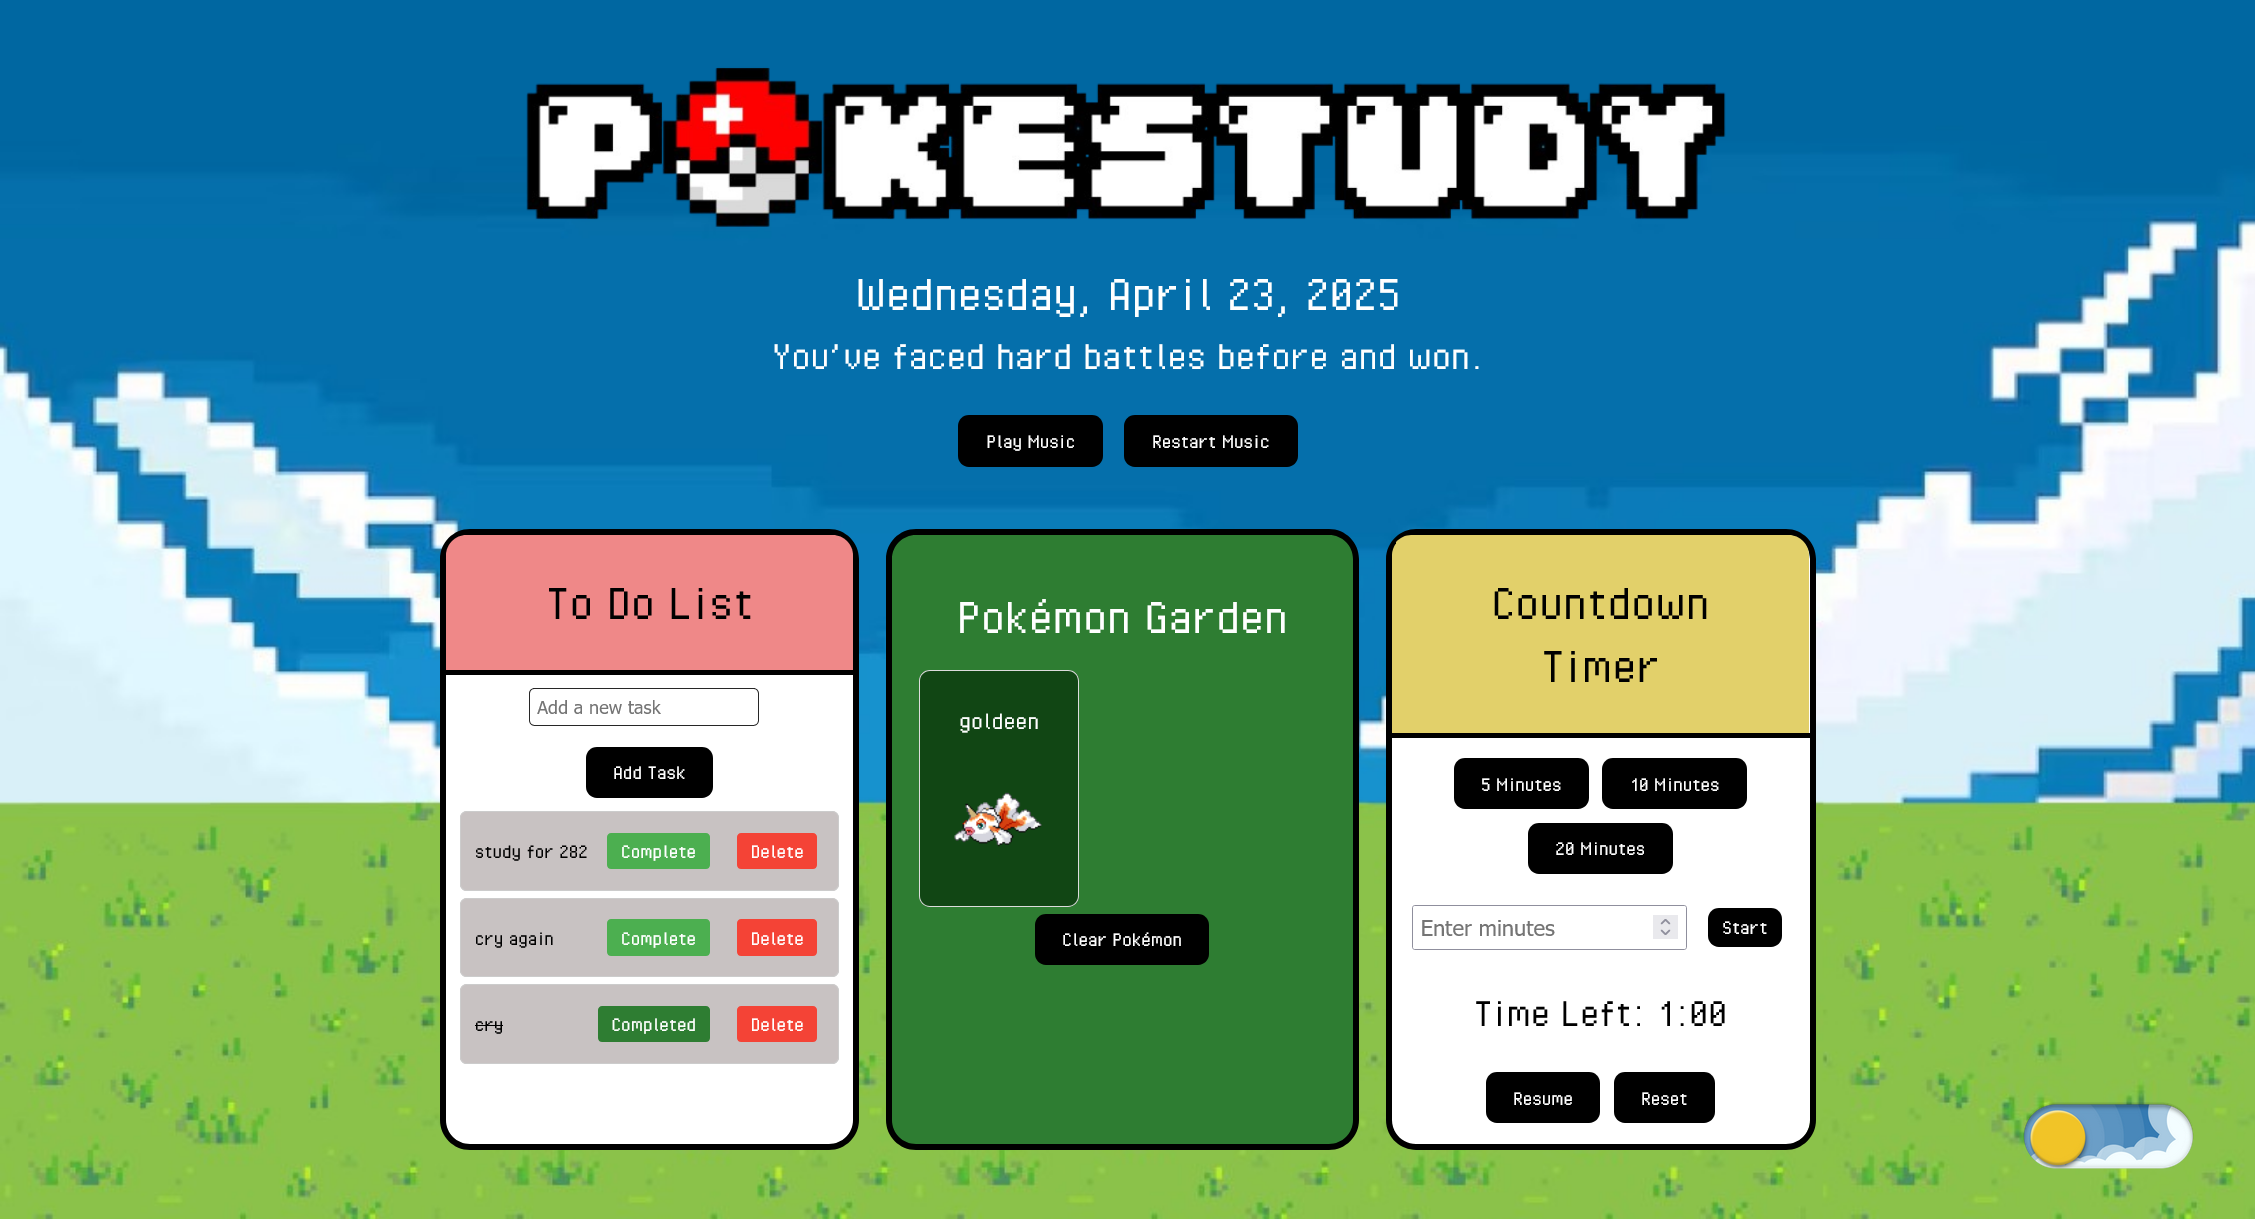 POKESTUDY
Wednesday, April 23, 2025
You've faced hard battles before and won.
Play Music
Restart Music
To Do List
Add a new task
Add Task
study for 282
Complete
Delete
cry again
Complete
Delete
cry
Completed
Delete
Pokémon Garden
goldeen
Clear Pokémon
Countdown
Timer
5 Minutes
10 Minutes
20 Minutes
Enter minutes
Start
Time Left: 1:00
Resume
Reset